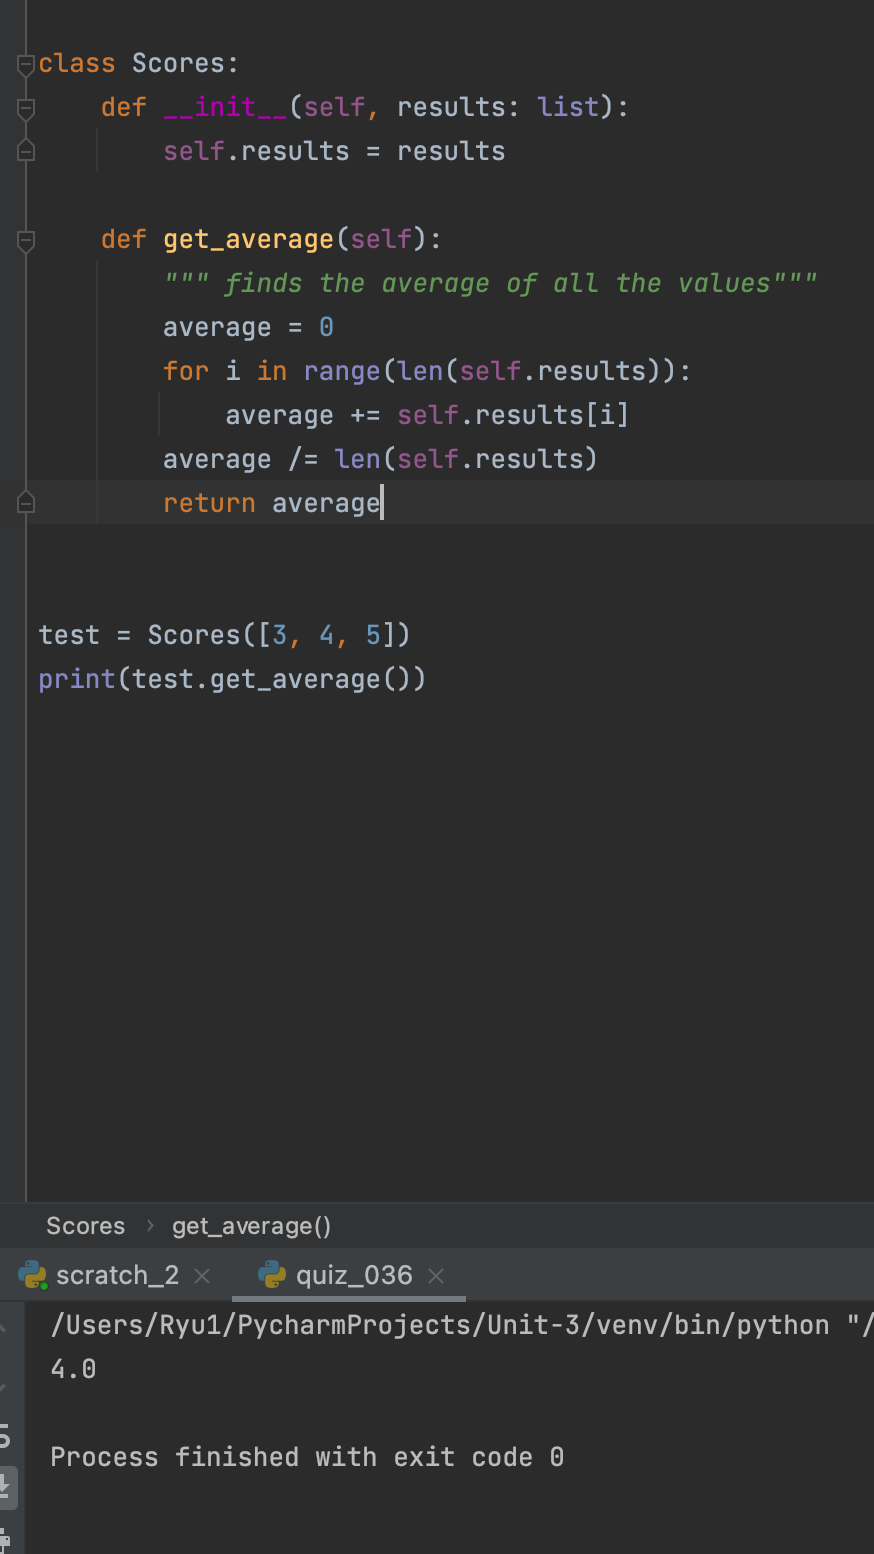 class Scores:
    def __init__(self, results: list):
        self.results = results
    def get_average(self):
        """ finds the average of all the values"""
        average = 0
        for i in range(len(self.results)):
            average += self.results[i]
        average /= len(self.results)
        return average
test = Scores([3, 4, 5])
print(test.get_average())
Scores › get_average()
scratch_2 × quiz_036 ×
/Users/Ryu1/PycharmProjects/Unit-3/venv/bin/python "/
4.0
Process finished with exit code 0